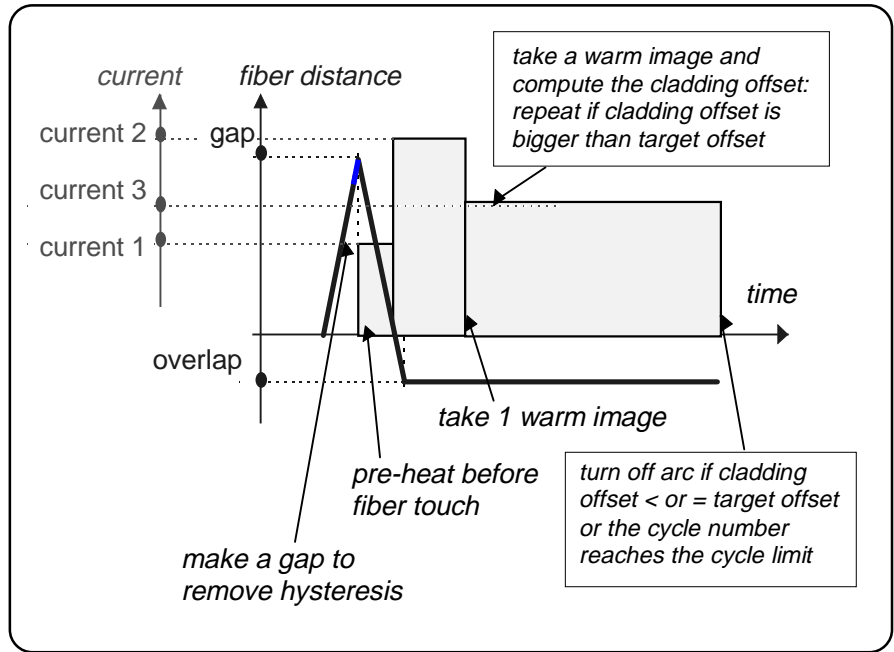 take a warm image and
compute the cladding offset:
repeat if cladding offset is
bigger than target offset
current
fiber distance
current 2
gap
current 3
current 1
time
overlap
take 1 warm image
pre-heat before
fiber touch
turn off arc if cladding
offset < or = target offset
or the cycle number
reaches the cycle limit
make a gap to
remove hysteresis